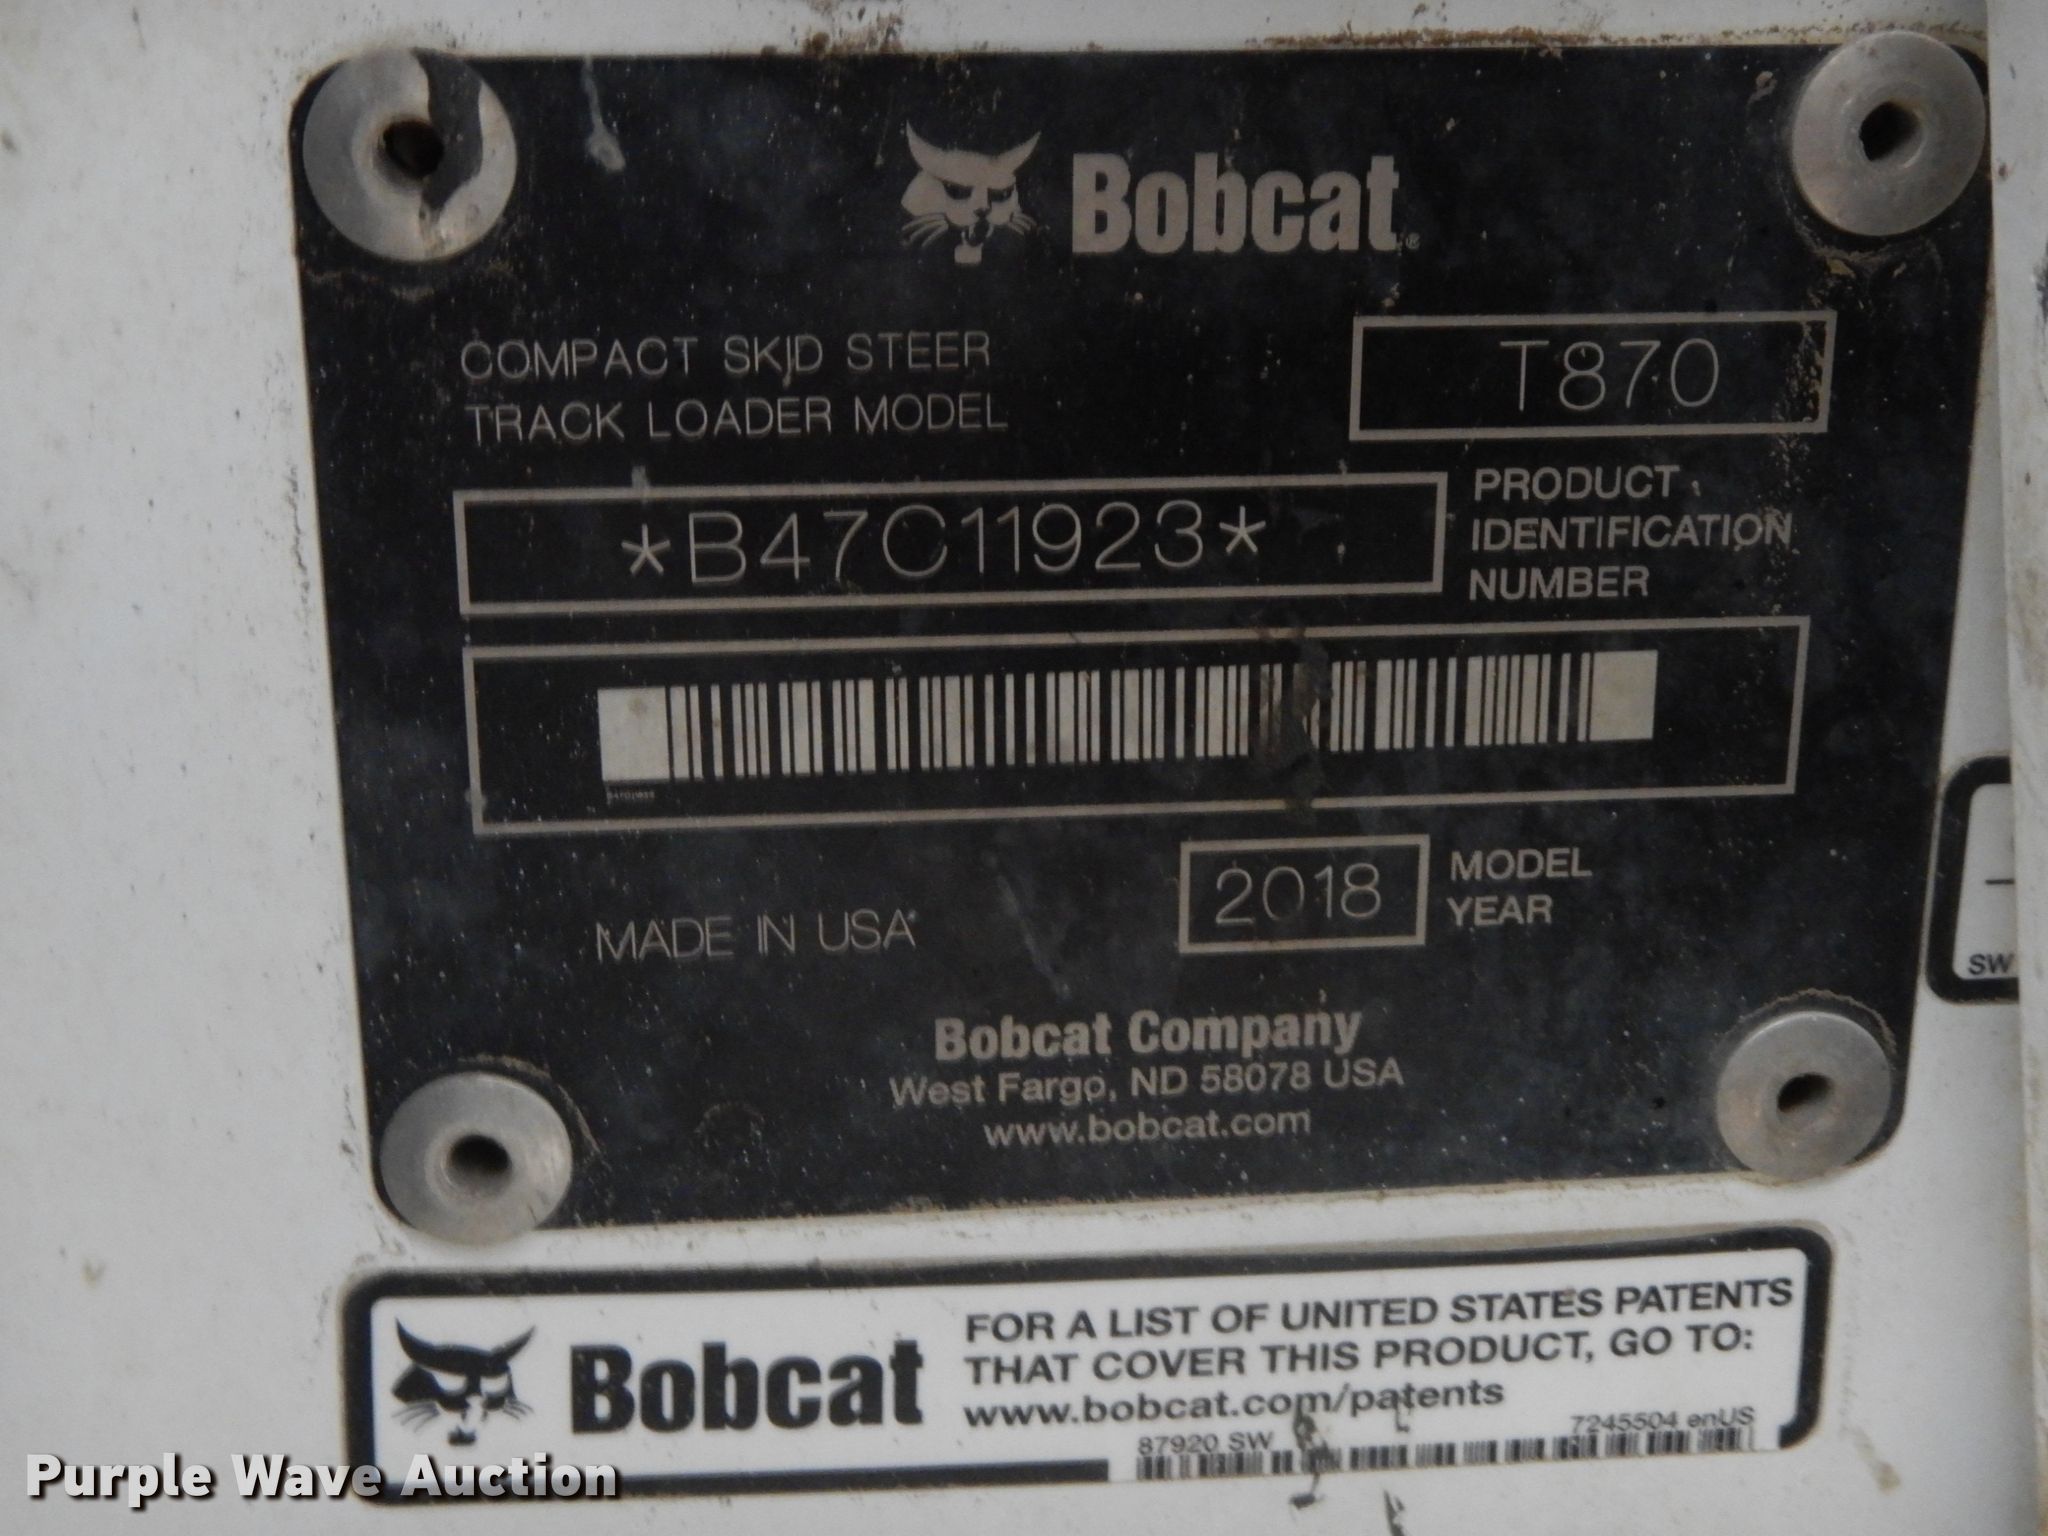 Bobcat®
COMPACT SKID STEER
TRACK LOADER MODEL
T870
*B47C11923*
PRODUCT
IDENTIFICATION
NUMBER
MADE IN USA
2018
MODEL
YEAR
Bobcat Company
West Fargo, ND 58078 USA
www.bobcat.com
SW
Bobcat
FOR A LIST OF UNITED STATES PATENTS
THAT COVER THIS PRODUCT, GO TO:
www.bobcat.com/patents
87920 SW
7245504 enUS
Purple Wave Auction